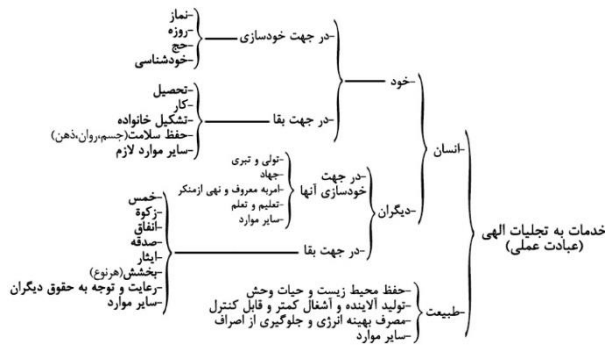 خدمات به تجلیات الهی
(عبادت عملی)
-انسان
-خود
-در جهت خودسازی
-نماز
-روزه
-حج
-خودشناسی
-در جهت بقا
-تحصیل
-کار
-تشکیل خانواده
-حفظ سلامت(جسم،روان،ذهن)
-سایر موارد لازم
-دیگران
-در جهت
خودسازی آنها
-تولی و تبری
-جهاد
-امربه معروف و نهی ازمنکر
-تعلیم و تعلم
-سایر موارد
-در جهت بقا
-خمس
-زکوة
-انفاق
-صدقه
-ایثار
-بخشش(هرنوع)
-رعایت و توجه به حقوق دیگران
-سایر موارد
-طبیعت
-حفظ محیط زیست و حیات وحش
-تولید آلاینده و آشغال کمتر و قابل کنترل
-مصرف بهینه انرژی و جلوگیری از اصراف
-سایر موارد